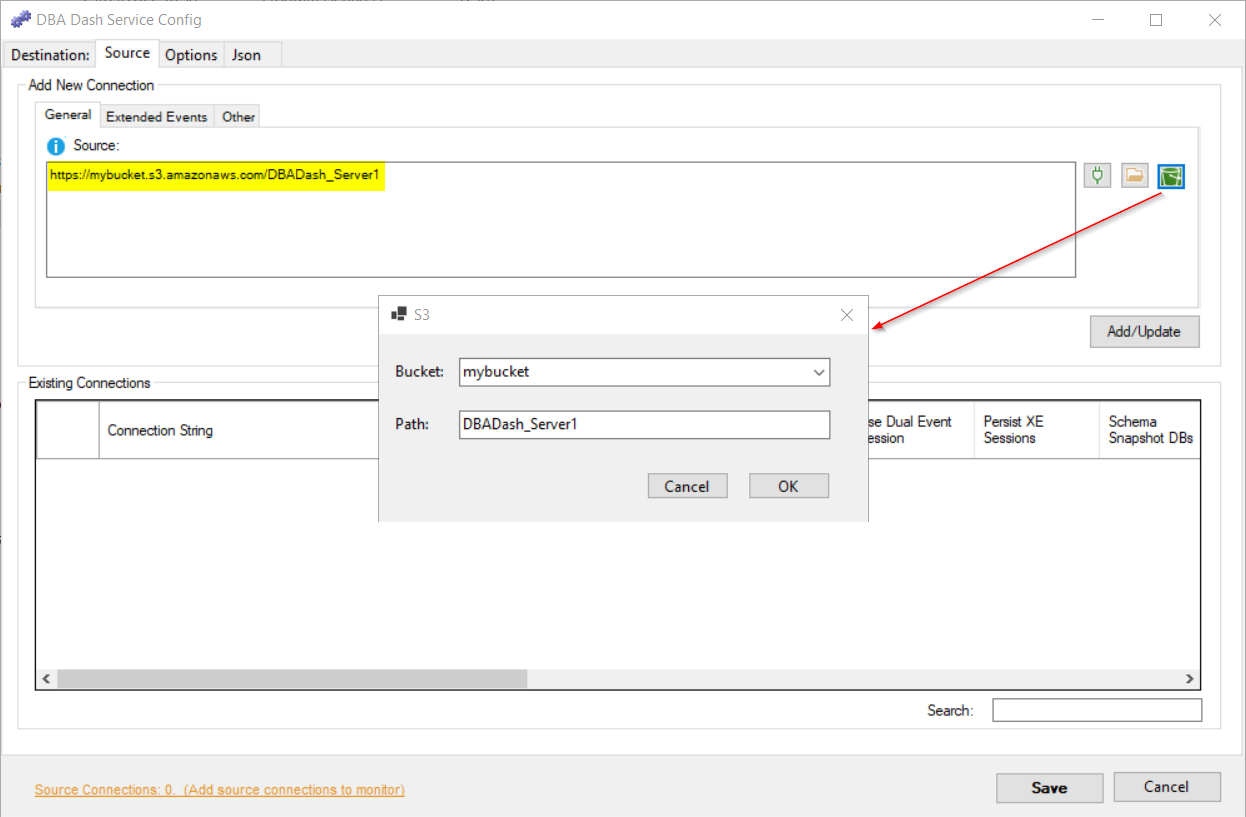 DBA Dash Service Config
Destination: Source Options Json
Add New Connection
General Extended Events Other
Source:
https://mybucket.s3.amazonaws.com/DBADash_Server1
S3
Add/Update
Bucket: mybucket
Path: DBADash_Server1
Cancel OK
Existing Connections
Connection String
se Dual Event
ession
Persist XE
Sessions
Schema
Snapshot DBs
Search:
Source Connections: 0. (Add source connections to monitor)
Save Cancel